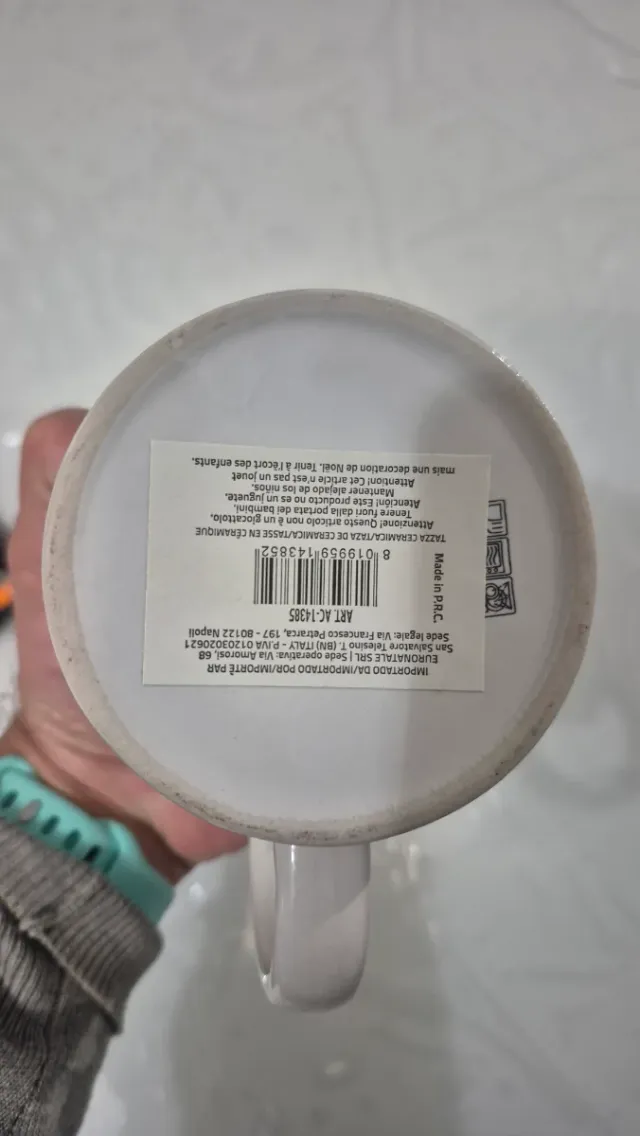 IMPORTATO DA/IMPORTADO POR/IMPORTÉ PAR
EURONATALE SRL | Sede operativa: Via Amorosi, 68,
San Salvatore Telesino T. (BN) ITALY - P.IVA 01203020621
Sede legale: Via Francesco Petrarca, 197 - 80122 Napoli
ART. AC-14385
Made in P.R.C.
8 019959 143852
TAZZA CERAMICA/TAZA DE CERAMICA/TASSE EN CÉRAMIQUE
Attenzione! Questo articolo non è un giocattolo,
Tenere fuori dalla portata dei bambini.
Atención! Este producto no es un juguete.
Mantener alejado de los niños.
Attention! Cet article n'est pas un jouet
mais une décoration de Noël. Tenir à l'écort des enfants.